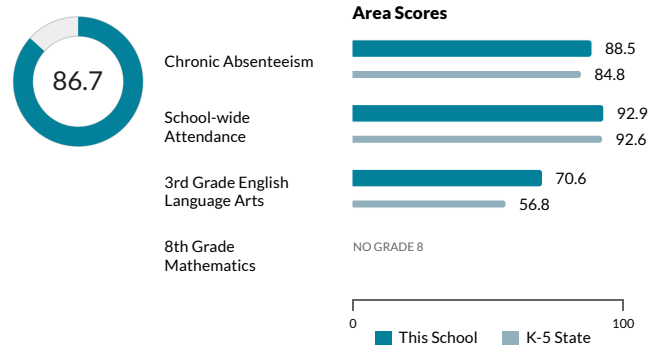 Area Scores
86.7
Chronic Absenteeism
88.5
84.8
School-wide
Attendance
92.9
92.6
3rd Grade English
Language Arts
70.6
56.8
8th Grade
Mathematics
NO GRADE 8
0
100
This School
K-5 State